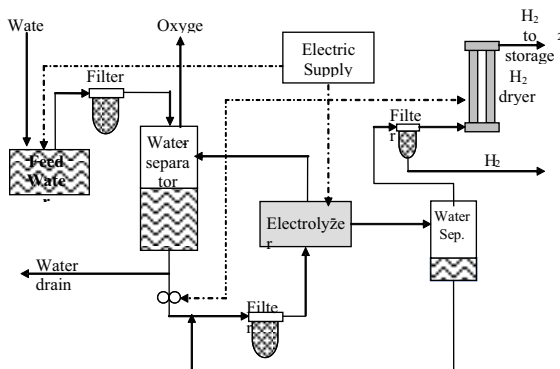 Wate
Oxyge
H₂
to
storage
2
H₂
dryer
Electric
Supply
Filter
Filte
r
H₂
Water
separa
tor
Feed
Wate
r
Electrolyze
r
Water
Sep.
Water
drain
Filte
r